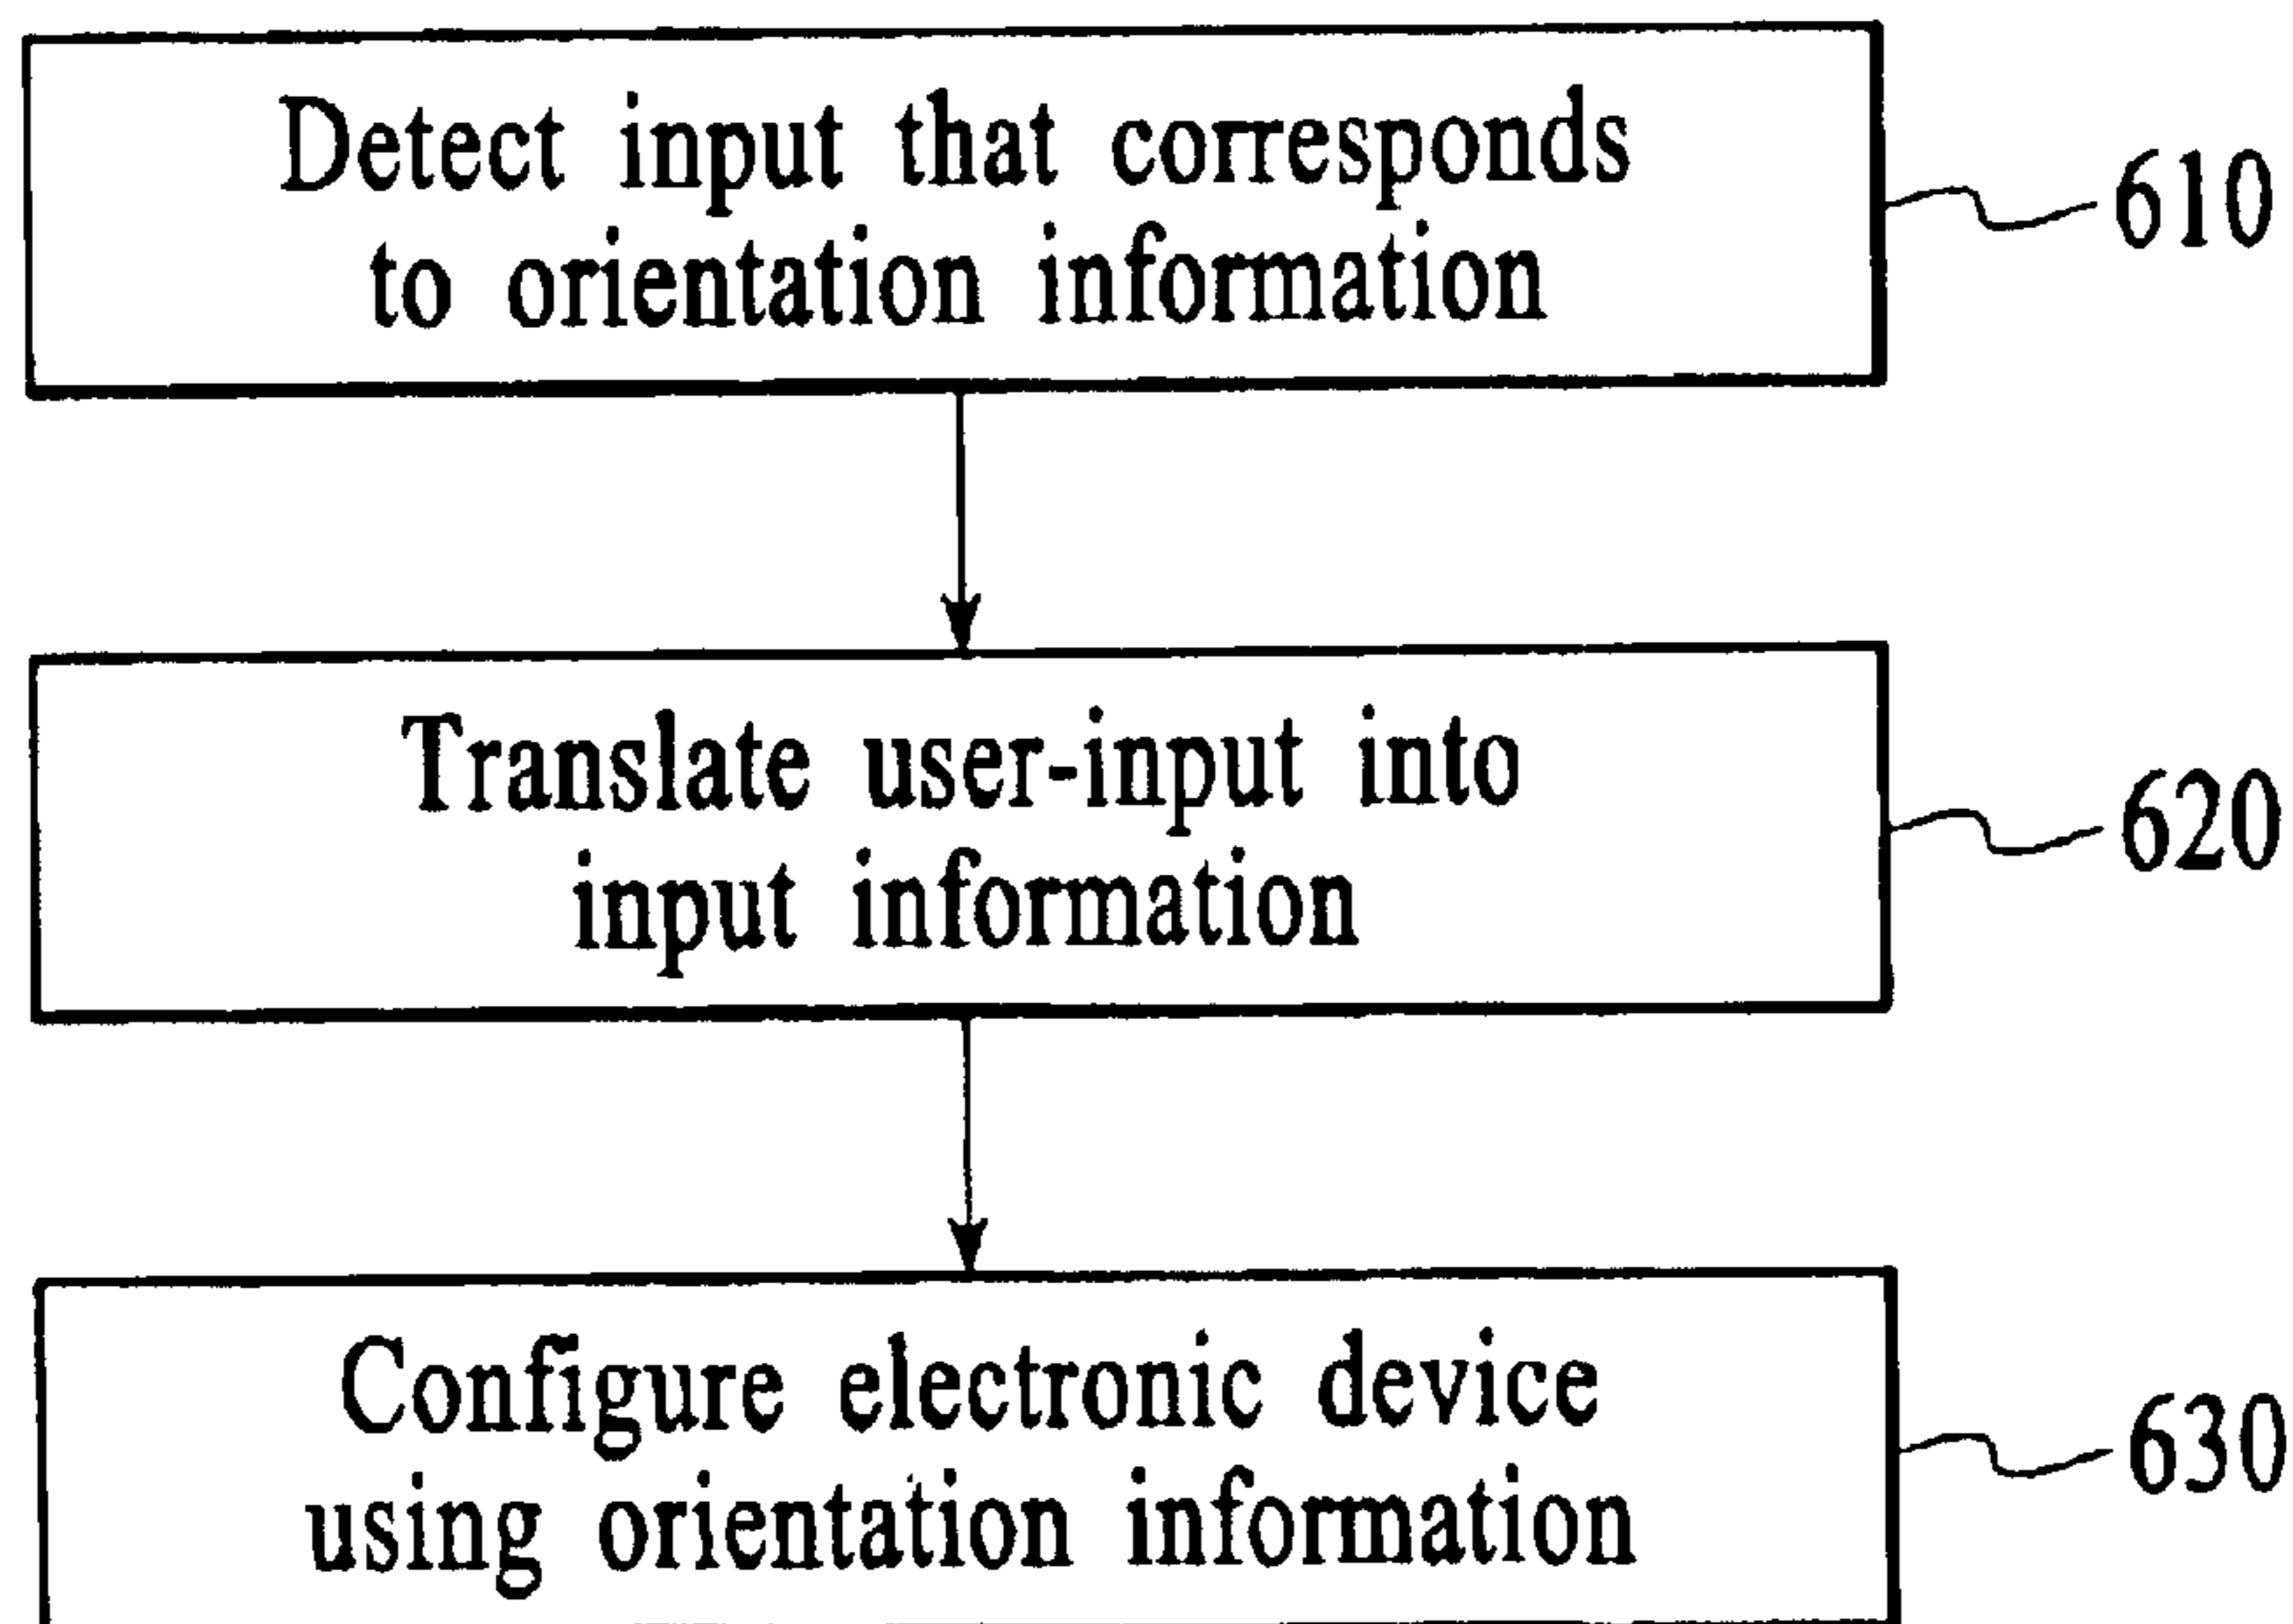 Detect input that corresponds
to orientation information
610
Translate user-input into
input information
620
Configure electronic device
using orientation information
630